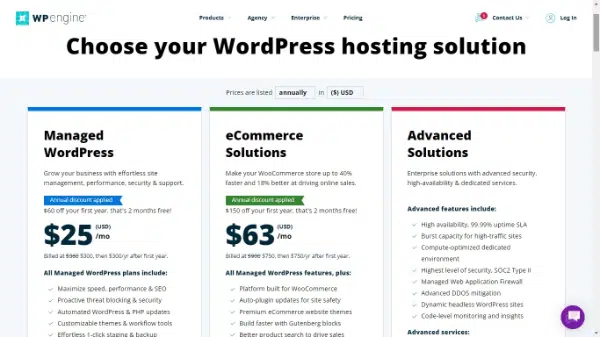 WPengine
Products
Agency
Enterprise
Pricing
1
Contact Us
Log In
Choose your WordPress hosting solution
Prices are listed annually in ($) USD
Managed
WordPress
Grow your business with effortless site
management, performance, security & support.
Annual discount applied
$60 off your first year, that's 2 months free!
$25 (USD)
/mo
Billed at $360 $300, then $300/yr after first year.
All Managed WordPress plans include:
Maximize speed, performance & SEO
Proactive threat blocking & security
Automated WordPress & PHP updates
Customizable themes & workflow tools
Effortless 1-click staging & backup
eCommerce
Solutions
Make your WooCommerce store up to 40%
faster and 18% better at driving online sales.
Annual discount applied
$150 off your first year, that's 2 months free!
$63 (USD)
/mo
Billed at $900 $750, then $750/yr after first year.
All Managed WordPress features, plus:
Platform built for WooCommerce
Auto-plugin updates for site safety
Premium eCommerce website themes
Build faster with Gutenberg blocks
Better product search to drive sales
Advanced
Solutions
Enterprise solutions with advanced security,
high-availability & dedicated services.
Advanced features include:
High availability, 99.99% uptime SLA
Burst capacity for high-traffic sites
Compute-optimized dedicated
environment
Highest level of security, SOC2 Type II
Managed Web Application Firewall
Advanced DDOS mitigation
Dynamic headless WordPress sites
Code-level monitoring and insights
Advanced services: